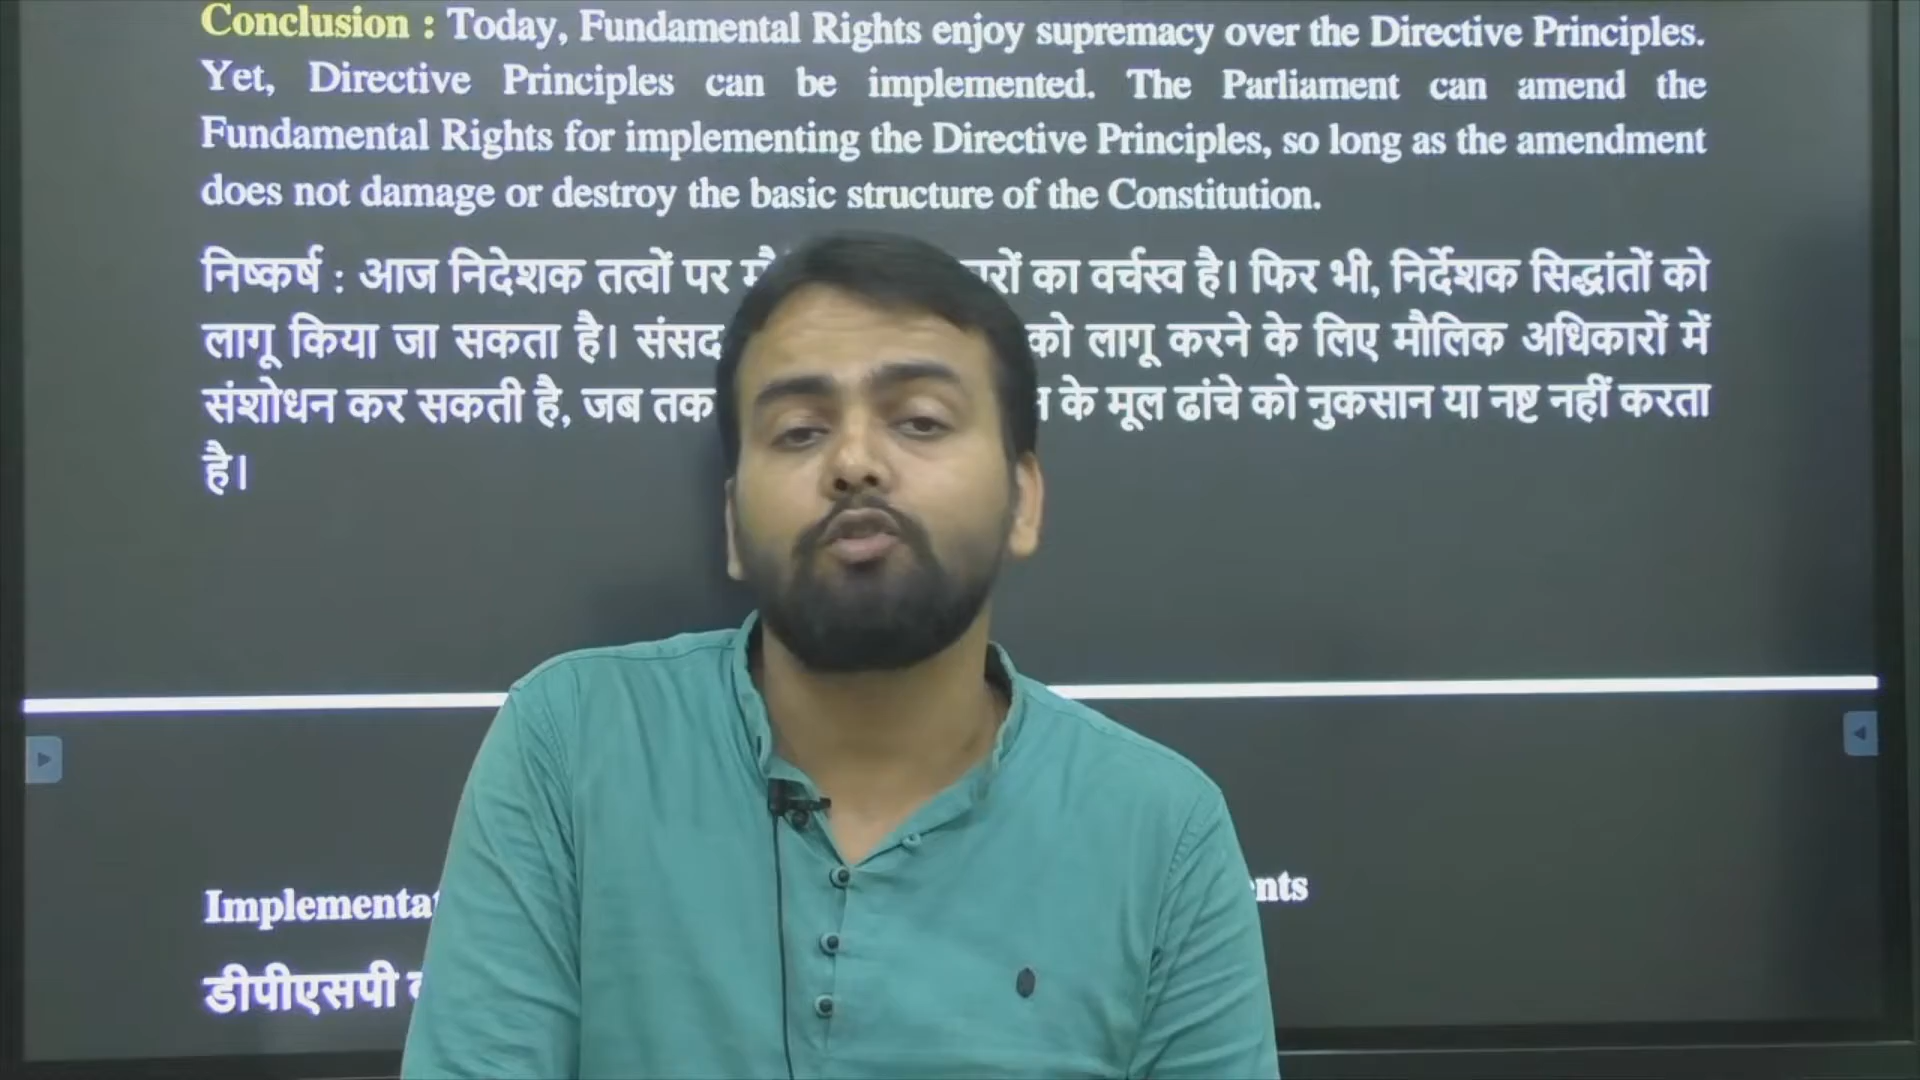 Conclusion : Today, Fundamental Rights enjoy supremacy over the Directive Principles.
Yet, Directive Principles can be implemented. The Parliament can amend the
Fundamental Rights for implementing the Directive Principles, so long as the amendment
does not damage or destroy the basic structure of the Constitution.
निष्कर्ष : आज निदेशक तत्वों पर का वर्चस्व है। फिर भी, निर्देशक सिद्धांतों को
लागू किया जा सकता है। संसद को लागू करने के लिए मौलिक अधिकारों में
संशोधन कर सकती है, जब तक के मूल ढांचे को नुकसान या नष्ट नहीं करता
है।
डीपीएसपी